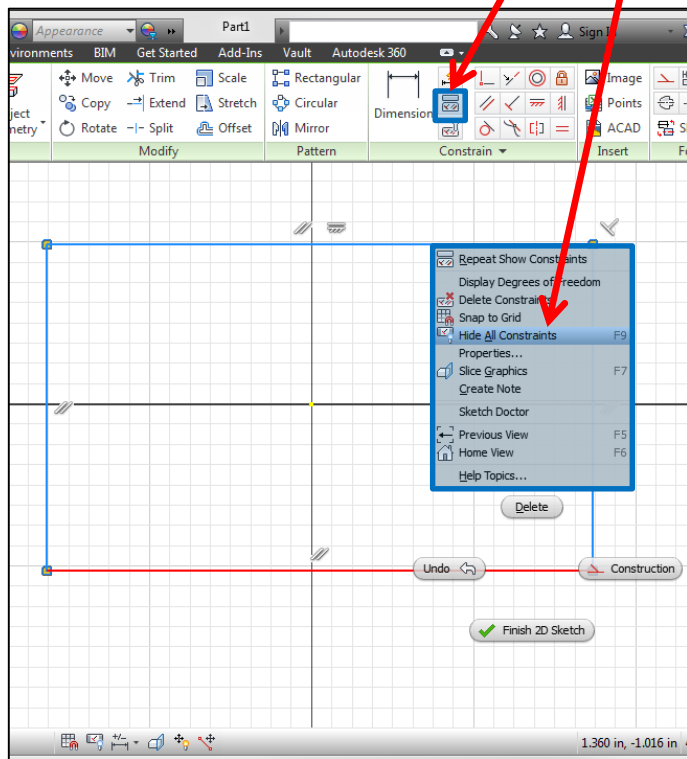 Appearance Part1 Sign I
vironments BIM Get Started Add-Ins Vault Autodesk 360
Move Trim Scale Rectangular Image
ject Copy Extend Stretch Circular Dimension Points
metry Rotate Split Offset Mirror ACAD
Modify Pattern Constrain Insert
Repeat Show Constraints
Display Degrees of Freedom
Delete Constraints
Snap to Grid
Hide All Constraints F9
Properties...
Slice Graphics F7
Create Note
Sketch Doctor
Previous View F5
Home View F6
Help Topics...
Delete
Undo Construction
Finish 2D Sketch
1.360 in, -1.016 in